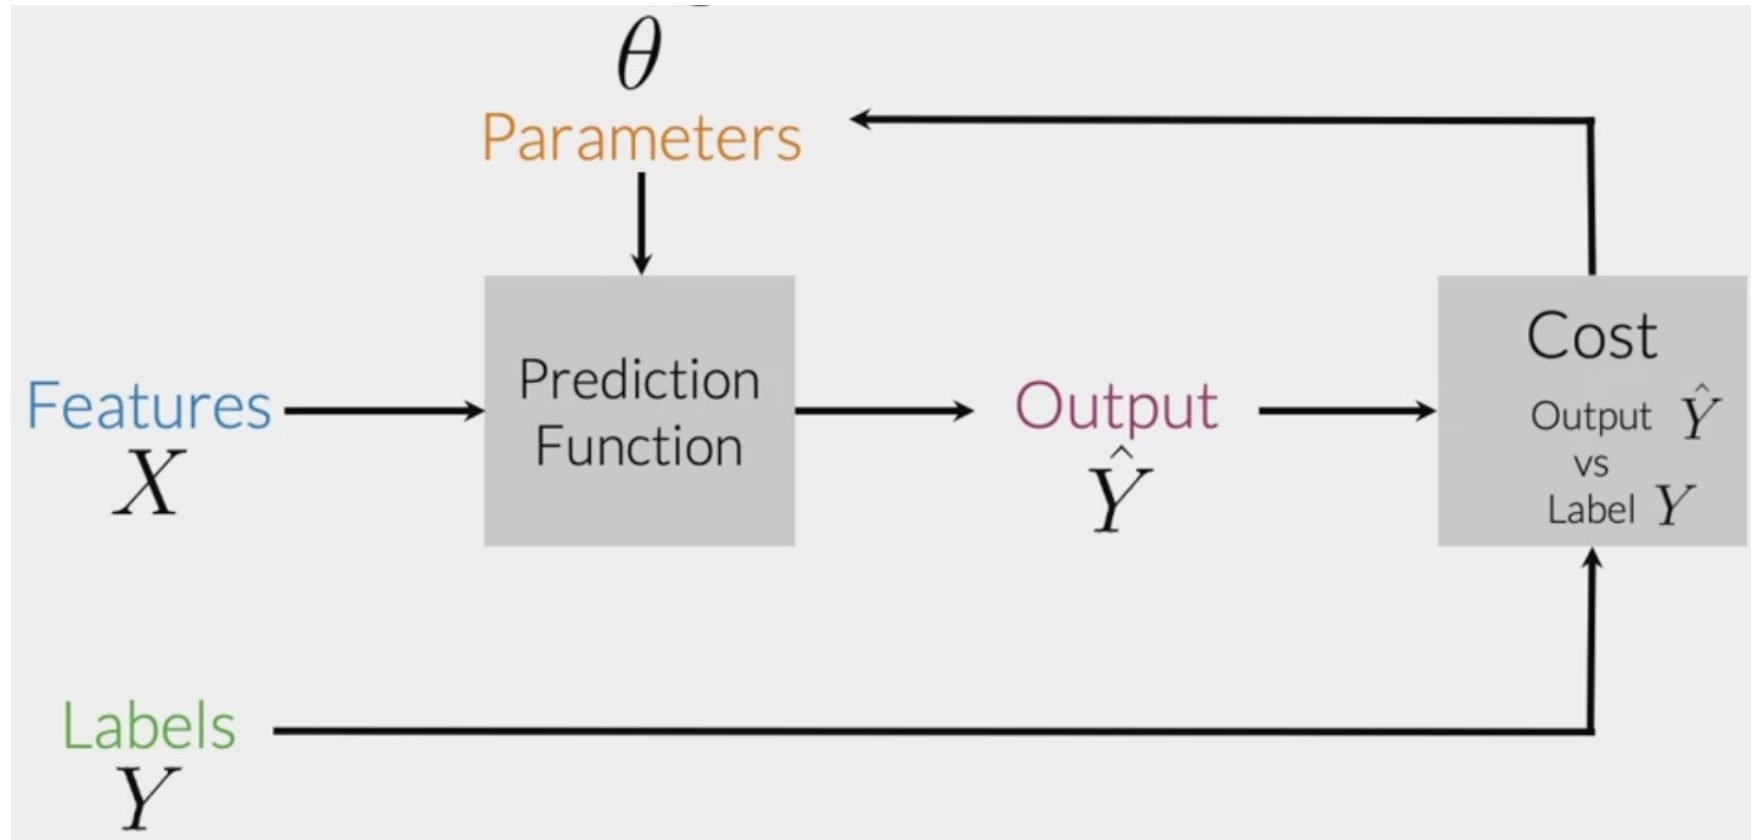 θ
Parameters
Prediction
Function
Features
X
Output
Ŷ
Cost
Output Ŷ
vs
Label Y
Labels
Y